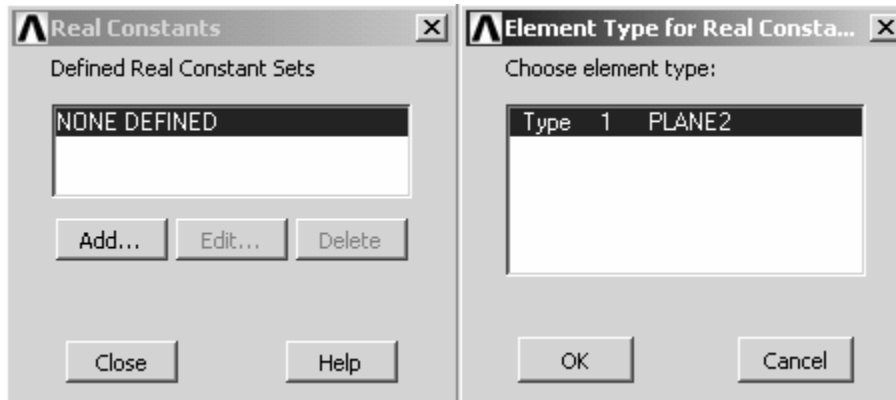 Real Constants
Defined Real Constant Sets
NONE DEFINED
Add...
Edit...
Delete
Close
Help
Element Type for Real Consta...
Choose element type:
Type 1 PLANE2
OK
Cancel